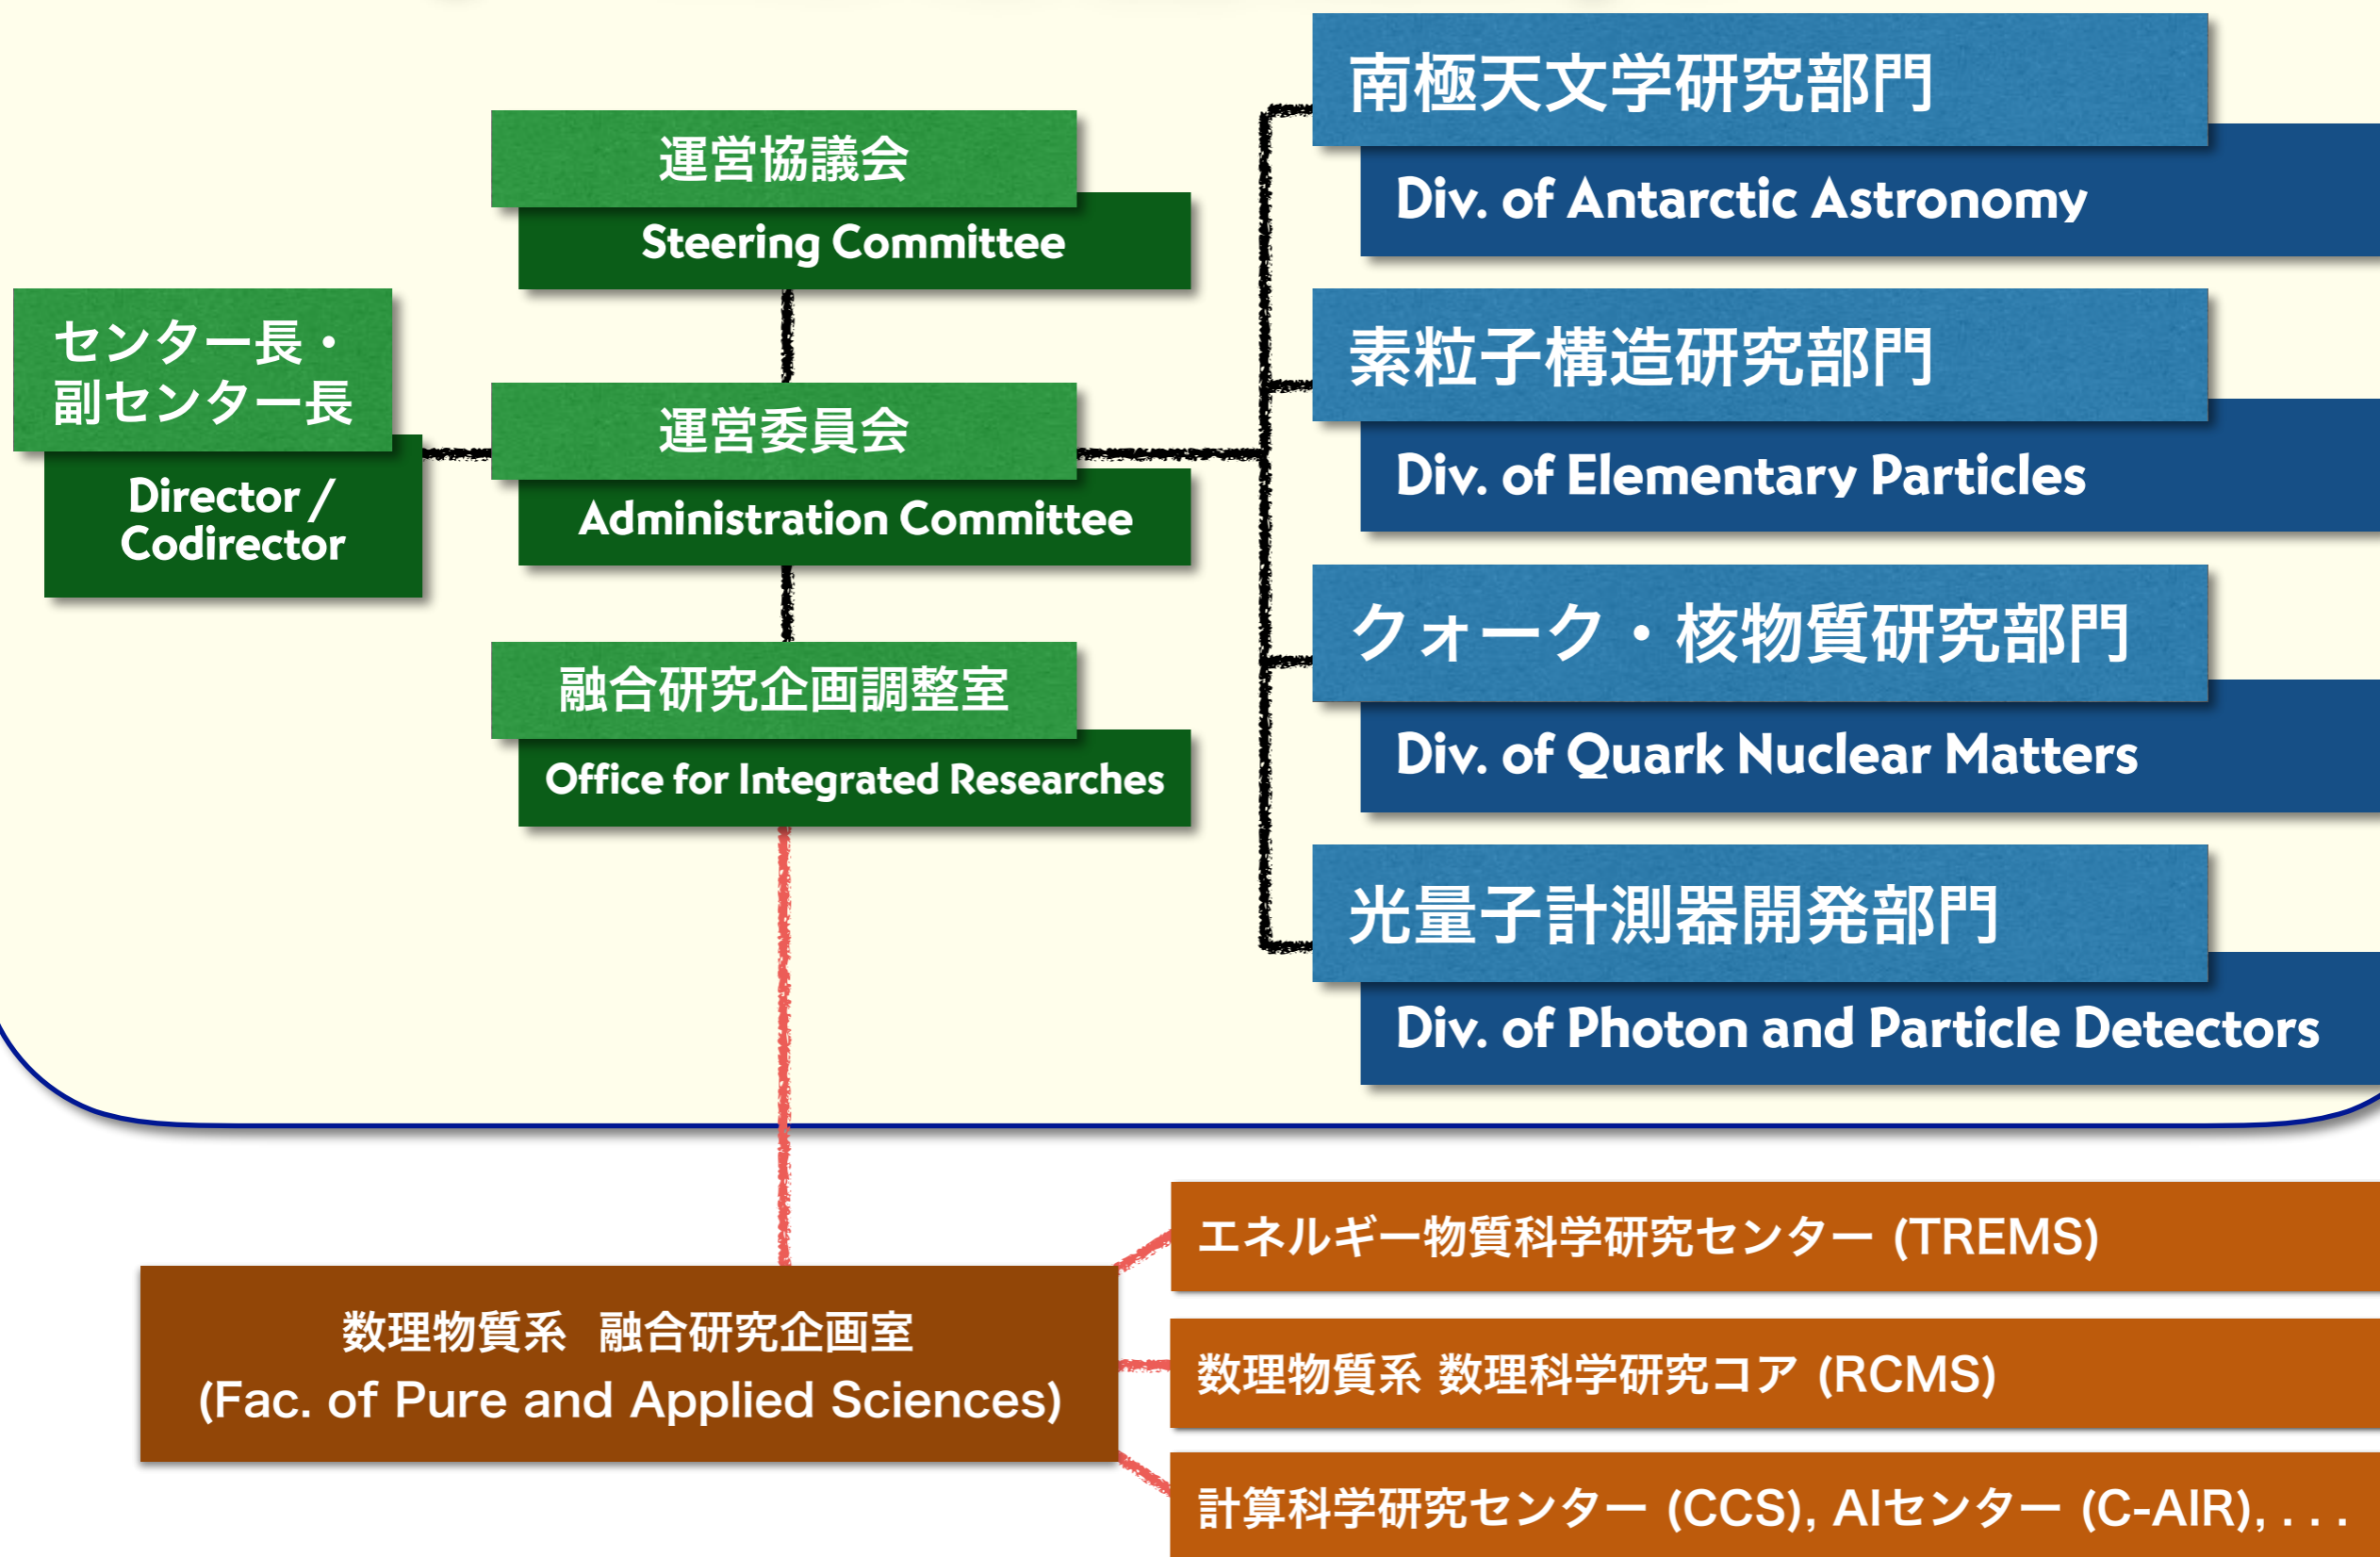 センター長・
副センター長
Director /
Codirector
運営協議会
Steering Committee
運営委員会
Administration Committee
融合研究企画調整室
Office for Integrated Researches
南極天文学研究部門
Div. of Antarctic Astronomy
素粒子構造研究部門
Div. of Elementary Particles
クォーク・核物質研究部門
Div. of Quark Nuclear Matters
光量子計測器開発部門
Div. of Photon and Particle Detectors
数理物質系 融合研究企画室
(Fac. of Pure and Applied Sciences)
エネルギー物質科学研究センター (TREMS)
数理物質系 数理科学研究コア (RCMS)
計算科学研究センター (CCS), AIセンター (C-AIR), . . .